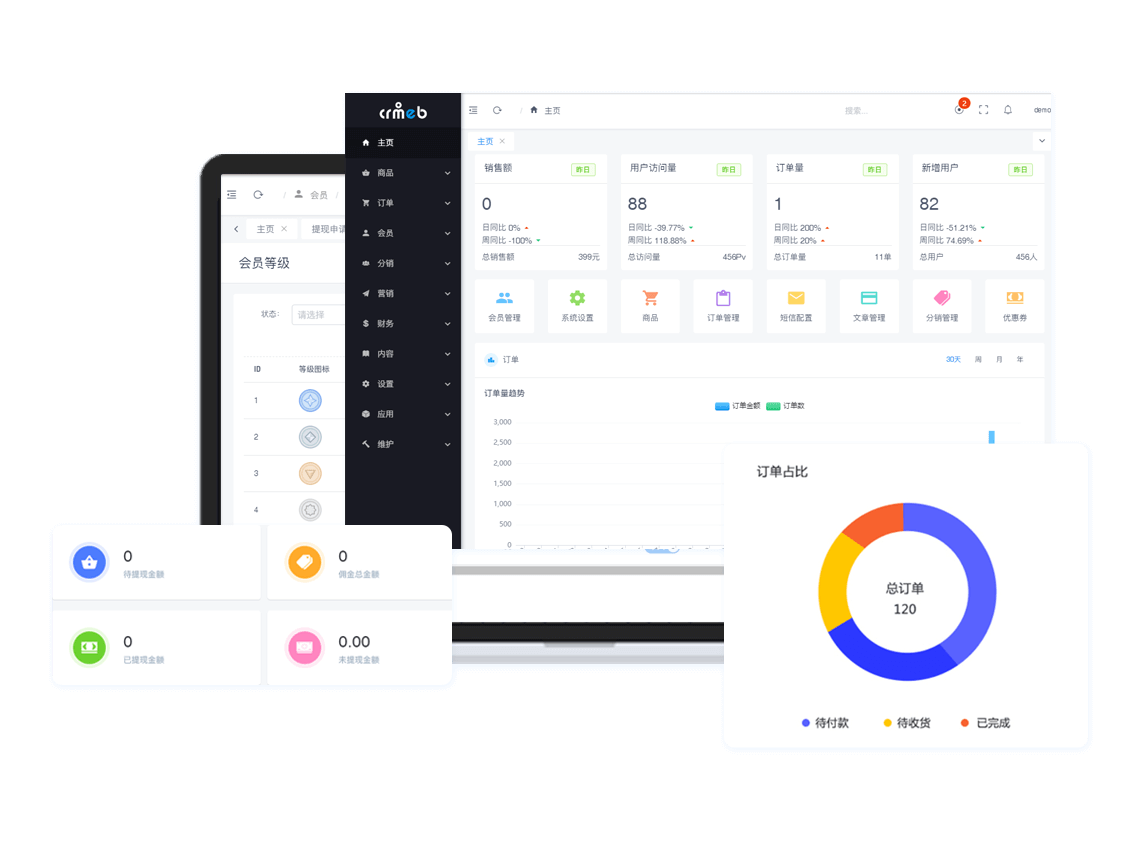 crmeb
主页
商品
订单
会员
分销
营销
财务
内容
设置
应用
维护
/ 主页
搜索...
2
demo
主页 ×
销售额 昨日
0
日同比 0%
周同比 -100%
总销售额 399元
用户访问量 昨日
88
日同比 -39.77%
周同比 118.88%
总访问量 456Pv
订单量 昨日
1
日同比 200%
周同比 20%
总订单量 11单
新增用户 昨日
82
日同比 -51.21%
周同比 74.69%
总用户 456人
会员管理
系统设置
商品
订单管理
短信配置
文章管理
分销管理
优惠券
订单
30天 周 月 年
订单量趋势
订单金额 订单数
3,000
2,500
2,000
1,500
1,000
500
0
/ 会员 /
主页 × 提现申请
会员等级
状态: 请选择
ID 等级图标
1
2
3
4
0
待提现金额
0
佣金总金额
0
已提现金额
0.00
未提现金额
订单占比
总订单
120
待付款 待收货 已完成